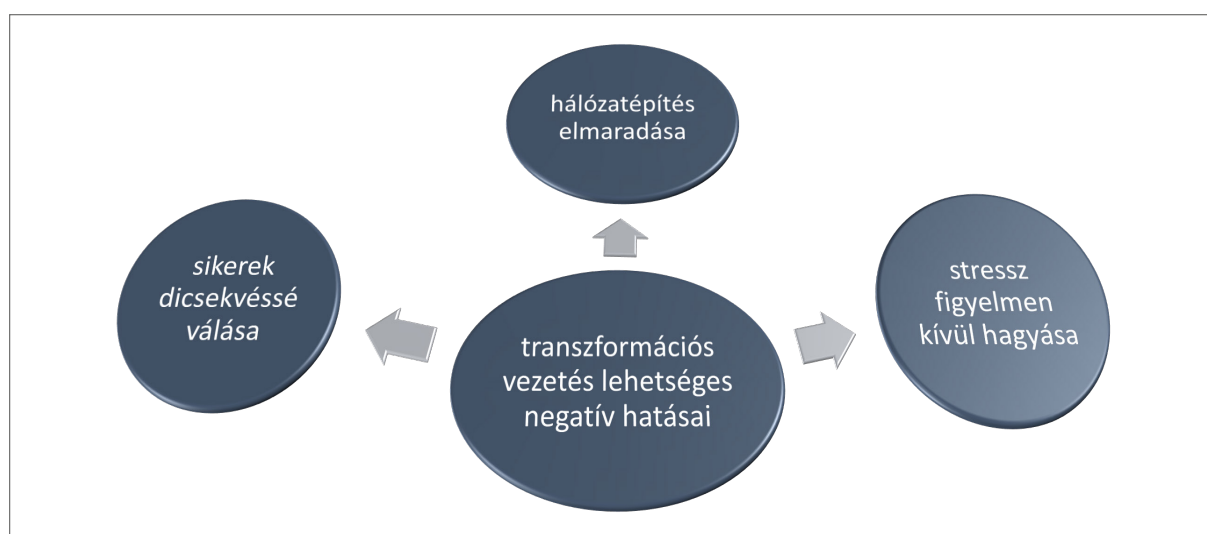 hálózatépítés
elmaradása
sikerek
dicsekvéssé
válása
stressz
figyelmen
kívül hagyása
transzformációs
vezetés lehetséges
negatív hatásai